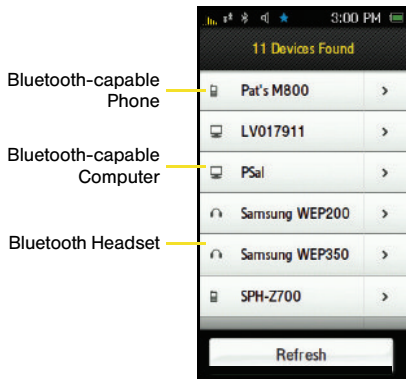 3:00 PM
11 Devices Found
Bluetooth-capable
Phone
Pat's M800
LV017911
Bluetooth-capable
Computer
PSal
Samsung WEP200
Bluetooth Headset
Samsung WEP350
SPH-Z700
Refresh